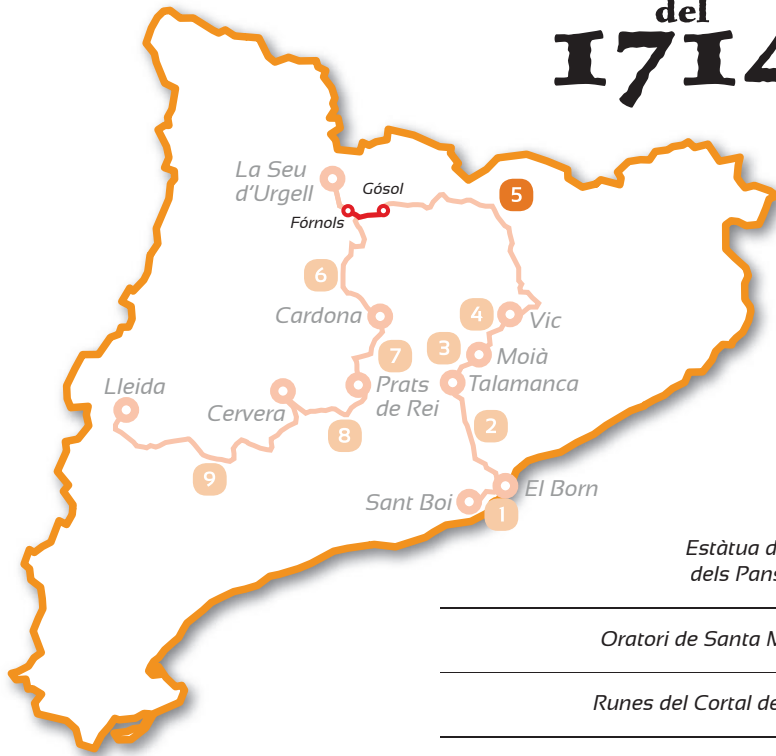 del
1714
La Seu
d'Urgell
Gósol
5
Fórnols
6
Cardona
4
Vic
3
Moià
7
Lleida
Prats
de Rei
Talamanca
Cervera
8
2
9
El Born
Sant Boi
1
Estàtua d
dels Pans
Oratori de Santa M
Runes del Cortal de